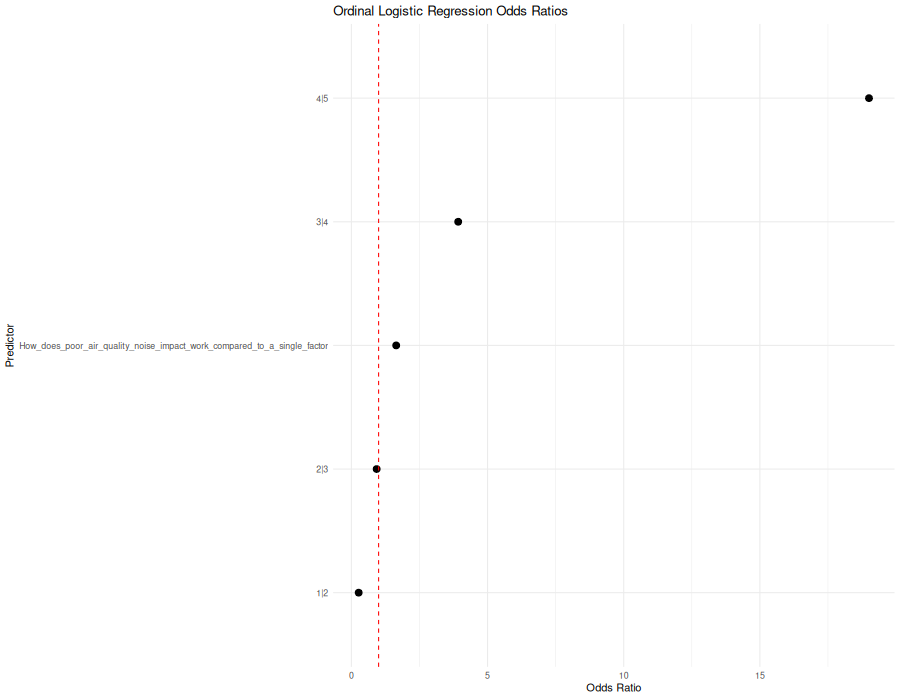 Ordinal Logistic Regression Odds Ratios
4|5
3|4
How_does_poor_air_quality_noise_impact_work_compared_to_a_single_factor
2|3
1|2
Predictor
0 5 10 15
Odds Ratio